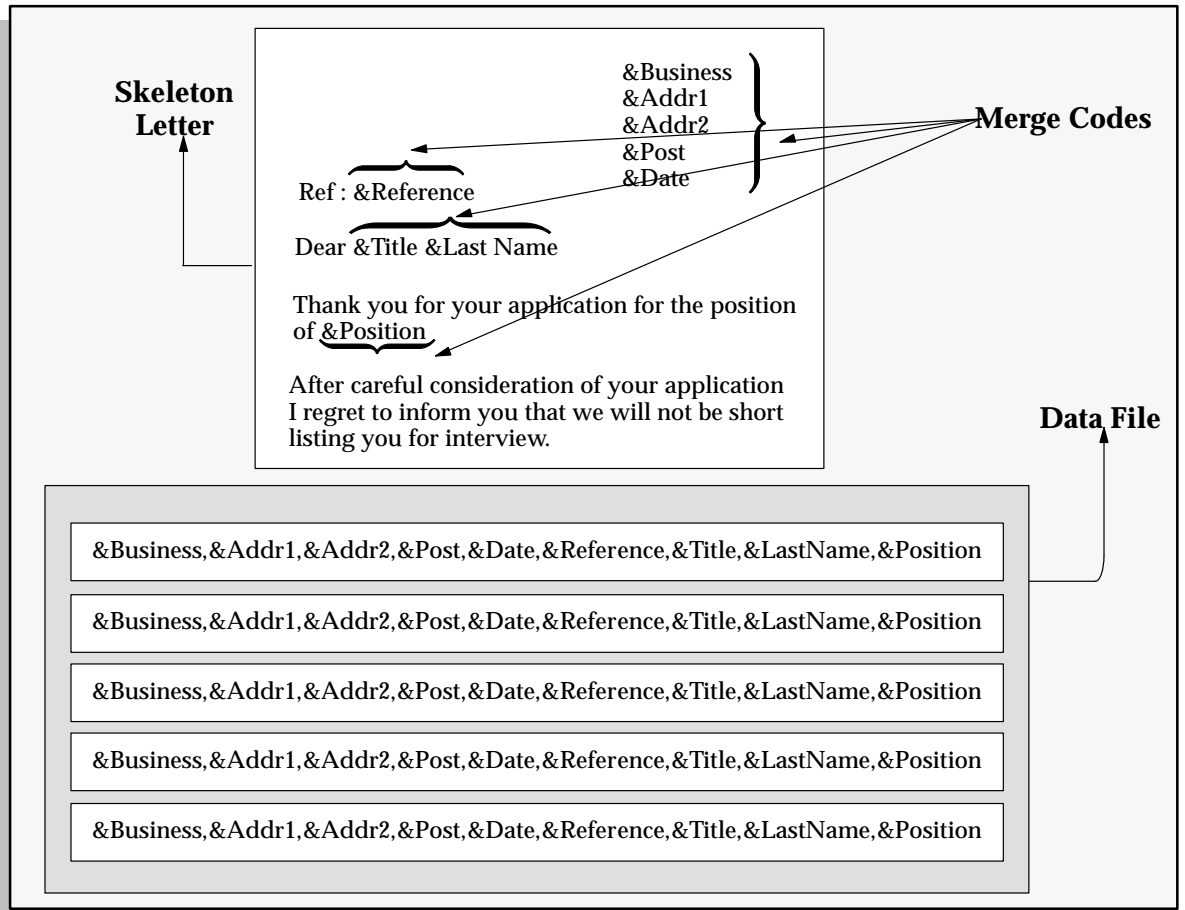 Skeleton
Letter
&Business
&Addr1
&Addr2
&Post
&Date
Merge Codes
Ref : &Reference
Dear &Title &Last Name
Thank you for your application for the position
of &Position
After careful consideration of your application
I regret to inform you that we will not be short
listing you for interview.
Data File
&Business,&Addr1,&Addr2,&Post,&Date,&Reference,&Title,&LastName,&Position
&Business,&Addr1,&Addr2,&Post,&Date,&Reference,&Title,&LastName,&Position
&Business,&Addr1,&Addr2,&Post,&Date,&Reference,&Title,&LastName,&Position
&Business,&Addr1,&Addr2,&Post,&Date,&Reference,&Title,&LastName,&Position
&Business,&Addr1,&Addr2,&Post,&Date,&Reference,&Title,&LastName,&Position